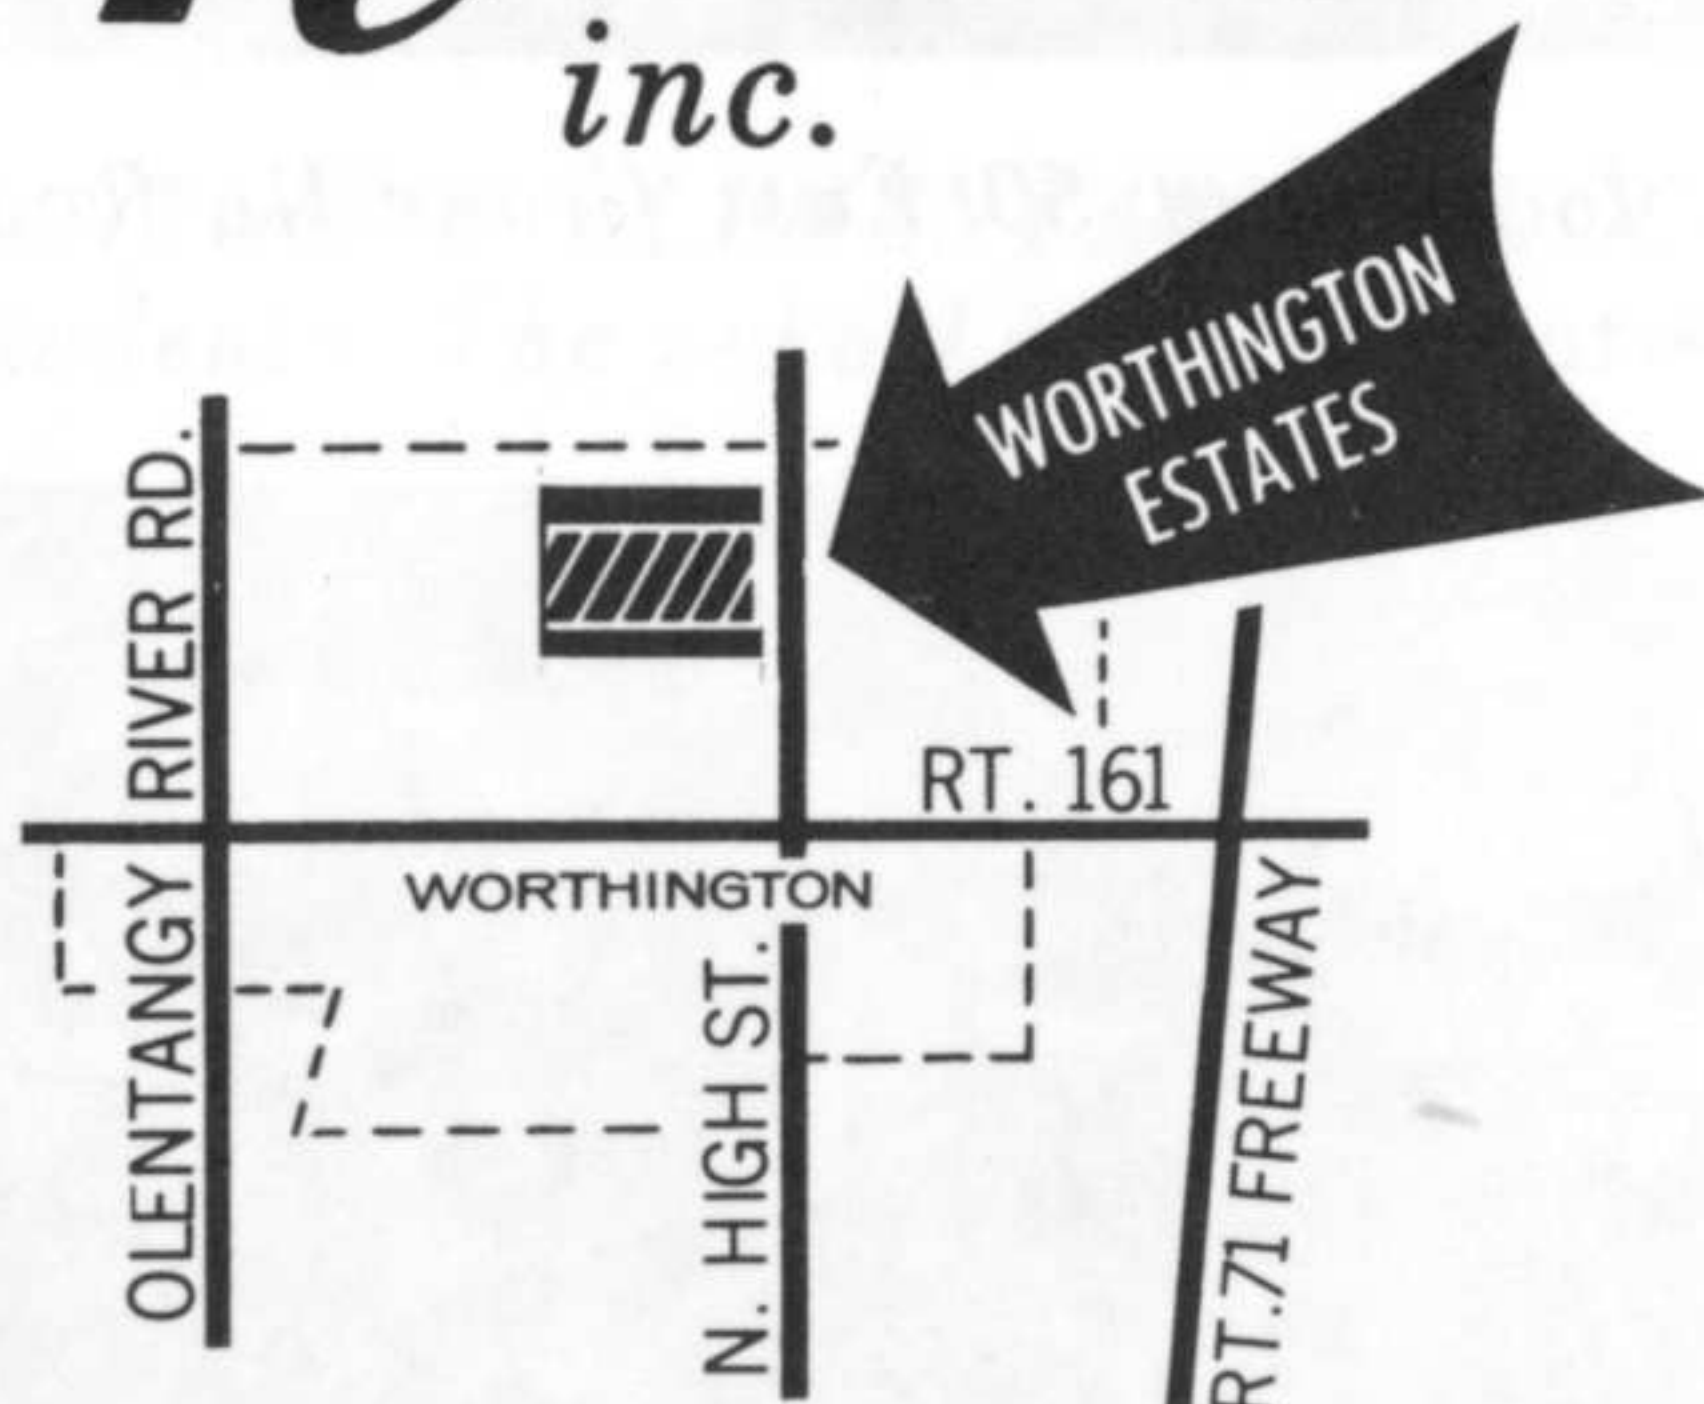 inc.
WORTHINGTON
ESTATES
RIVER RD.
RT. 161
WORTHINGTON
OLENTANGY
N. HIGH ST.
RT.71 FREEWAY